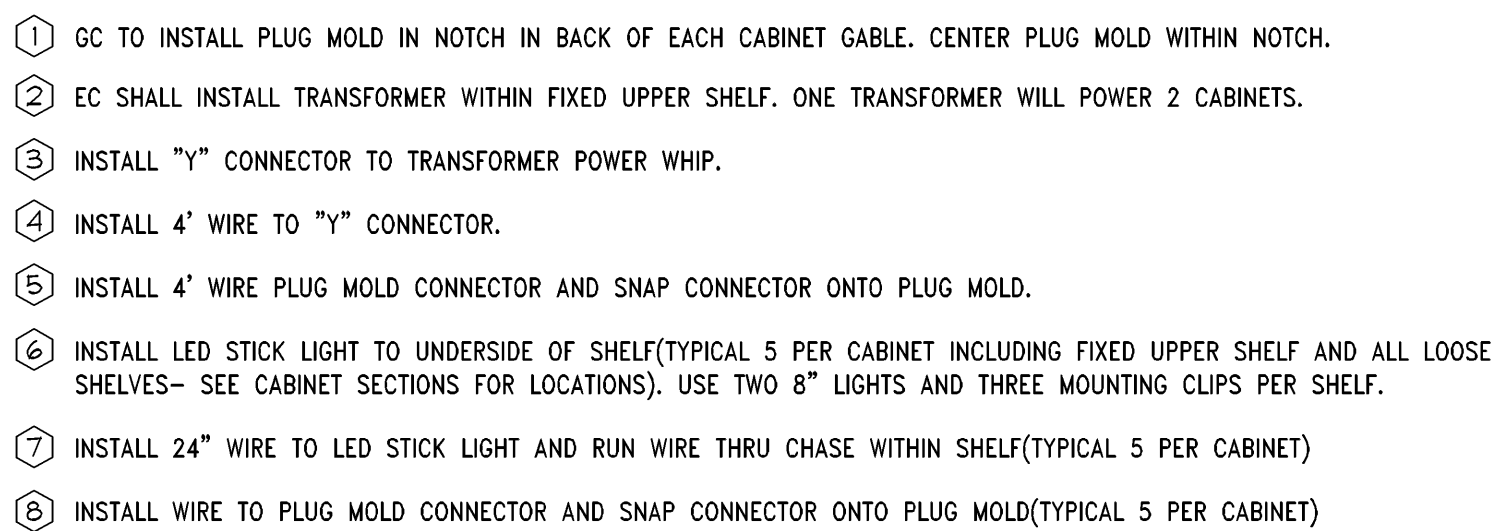 1 GC TO INSTALL PLUG MOLD IN NOTCH IN BACK OF EACH CABINET GABLE. CENTER PLUG MOLD WITHIN NOTCH.
2 EC SHALL INSTALL TRANSFORMER WITHIN FIXED UPPER SHELF. ONE TRANSFORMER WILL POWER 2 CABINETS.
3 INSTALL "Y" CONNECTOR TO TRANSFORMER POWER WHIP.
4 INSTALL 4' WIRE TO "Y" CONNECTOR.
5 INSTALL 4' WIRE PLUG MOLD CONNECTOR AND SNAP CONNECTOR ONTO PLUG MOLD.
6 INSTALL LED STICK LIGHT TO UNDERSIDE OF SHELF(TYPICAL 5 PER CABINET INCLUDING FIXED UPPER SHELF AND ALL LOOSE
SHELVES- SEE CABINET SECTIONS FOR LOCATIONS). USE TWO 8" LIGHTS AND THREE MOUNTING CLIPS PER SHELF.
7 INSTALL 24" WIRE TO LED STICK LIGHT AND RUN WIRE THRU CHASE WITHIN SHELF(TYPICAL 5 PER CABINET)
8 INSTALL WIRE TO PLUG MOLD CONNECTOR AND SNAP CONNECTOR ONTO PLUG MOLD(TYPICAL 5 PER CABINET)